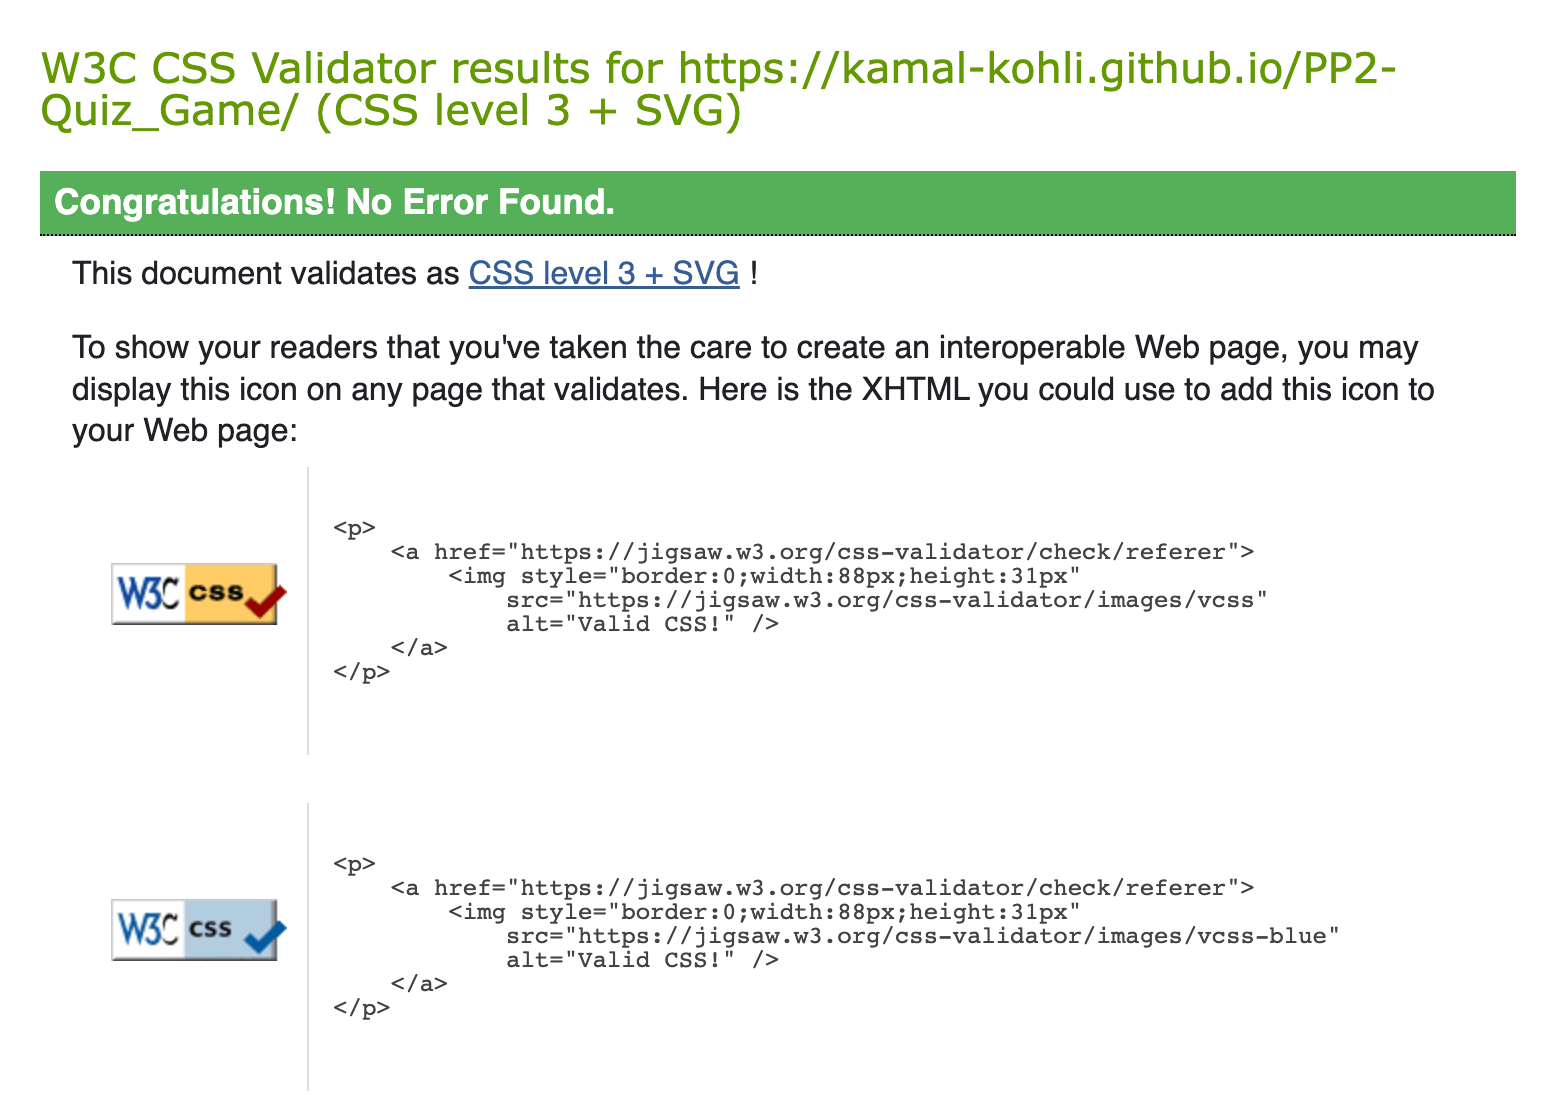 W3C CSS Validator results for https://kamal-kohli.github.io/PP2-
Quiz_Game/ (CSS level 3 + SVG)
Congratulations! No Error Found.
This document validates as CSS level 3 + SVG !
To show your readers that you've taken the care to create an interoperable Web page, you may
display this icon on any page that validates. Here is the XHTML you could use to add this icon to
your Web page:
<p>
    <a href="https://jigsaw.w3.org/css-validator/check/referer">
W3C css
        <img style="border:0;width:88px;height:31px"
            src="https://jigsaw.w3.org/css-validator/images/vcss"
            alt="Valid CSS!" />
    </a>
</p>
<p>
    <a href="https://jigsaw.w3.org/css-validator/check/referer">
W3C css
        <img style="border:0;width:88px;height:31px"
            src="https://jigsaw.w3.org/css-validator/images/vcss-blue"
            alt="Valid CSS!" />
    </a>
</p>